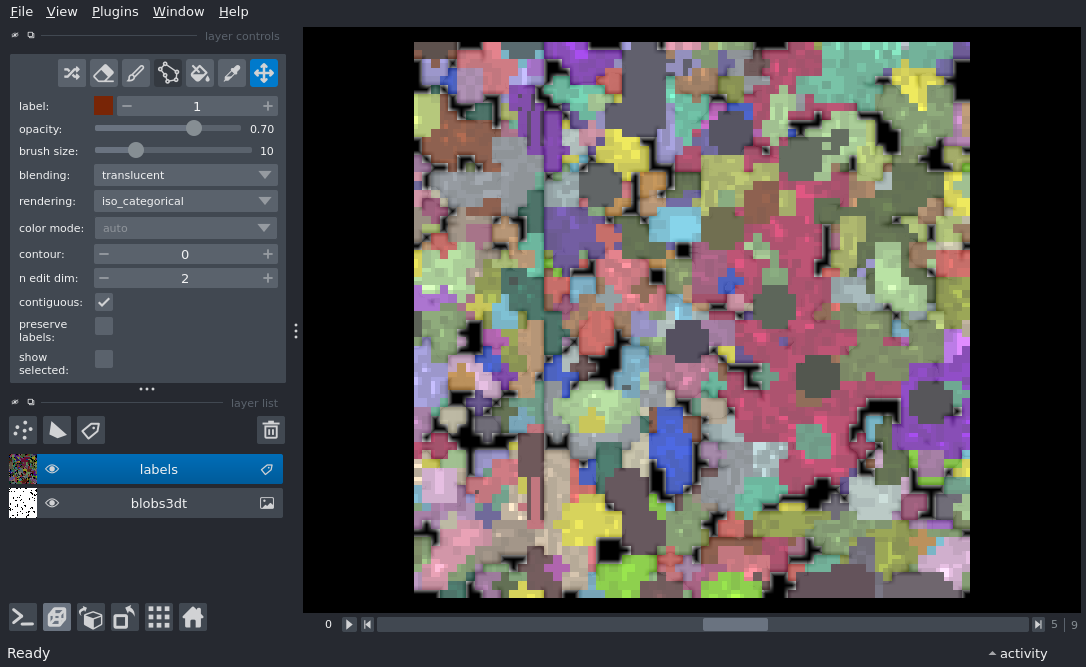 File View Plugins Window Help
layer controls
label: 1
opacity: 0.70
brush size: 10
blending: translucent
rendering: iso_categorical
color mode: auto
contour: 0
n edit dim: 2
contiguous:
preserve
labels:
show
selected:
layer list
labels
blobs3dt
0 5 | 9
Ready activity